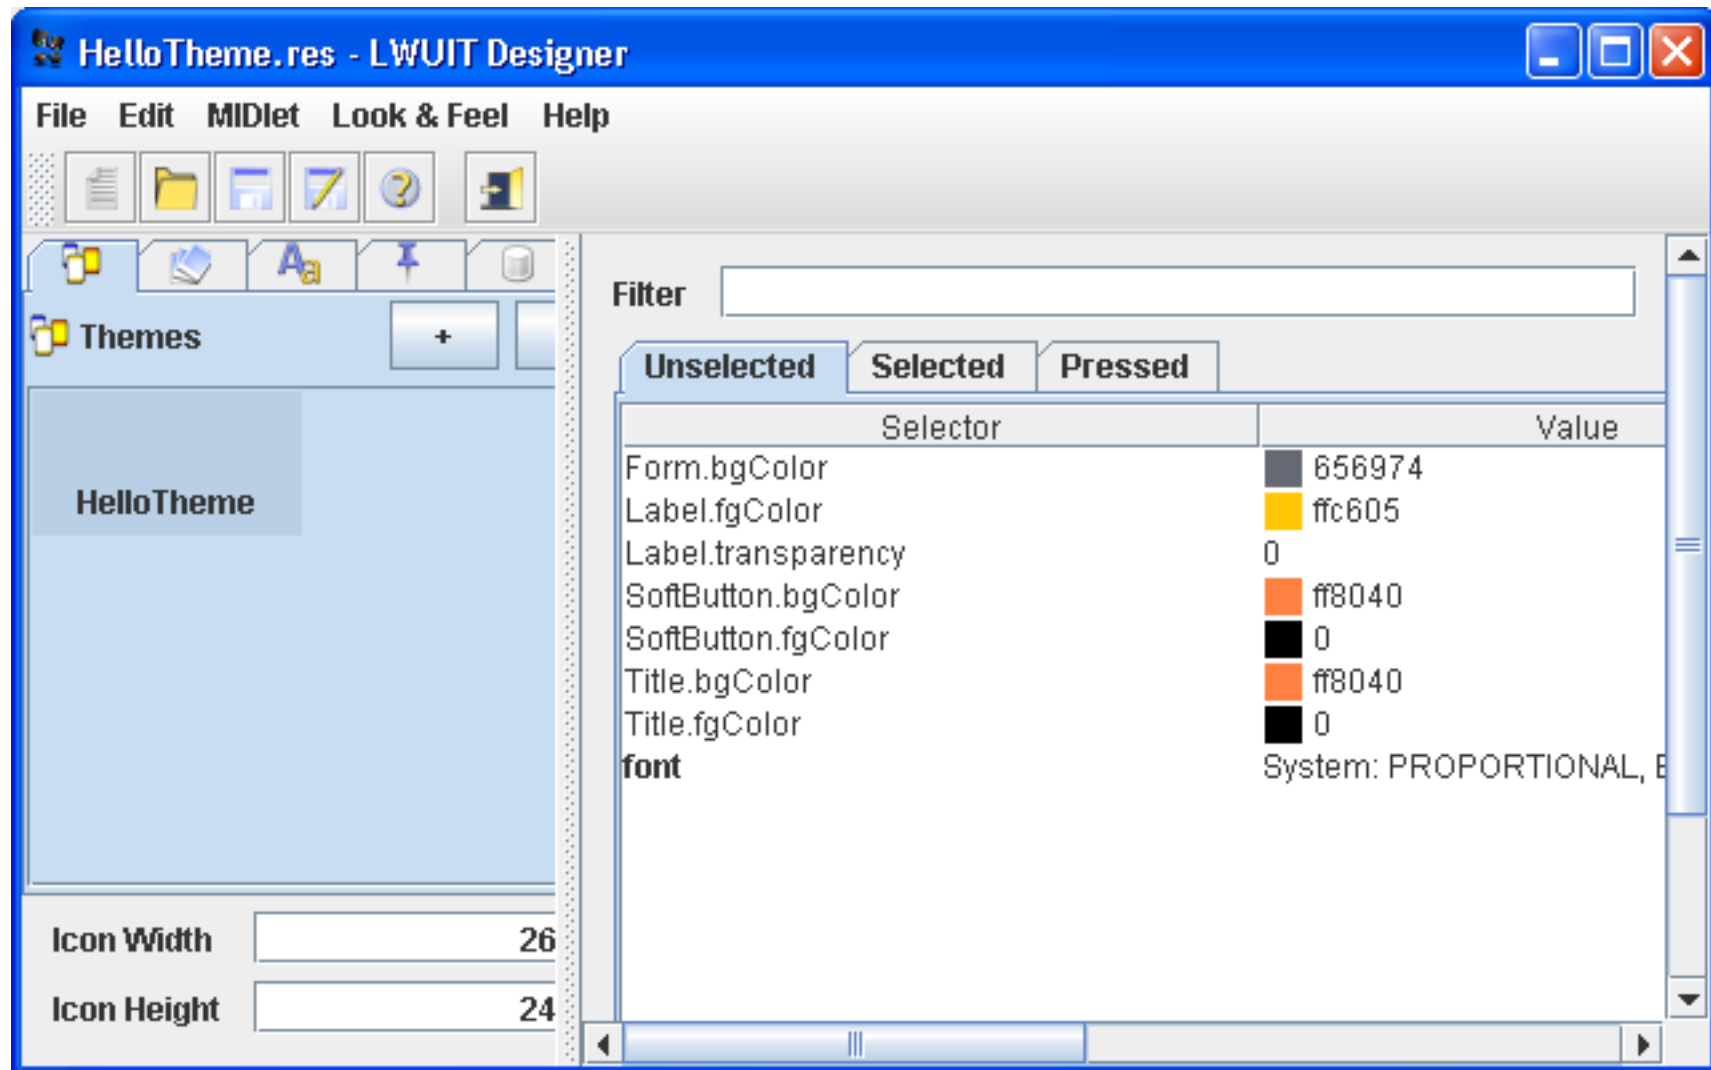 HelloTheme.res - LWUIT Designer
File Edit MIDlet Look & Feel Help
Themes +
HelloTheme
Icon Width 26
Icon Height 24
Filter
Unselected Selected Pressed
Selector Value
Form.bgColor 656974
Label.fgColor ffc605
Label.transparency 0
SoftButton.bgColor ff8040
SoftButton.fgColor 0
Title.bgColor ff8040
Title.fgColor 0
font System: PROPORTIONAL,